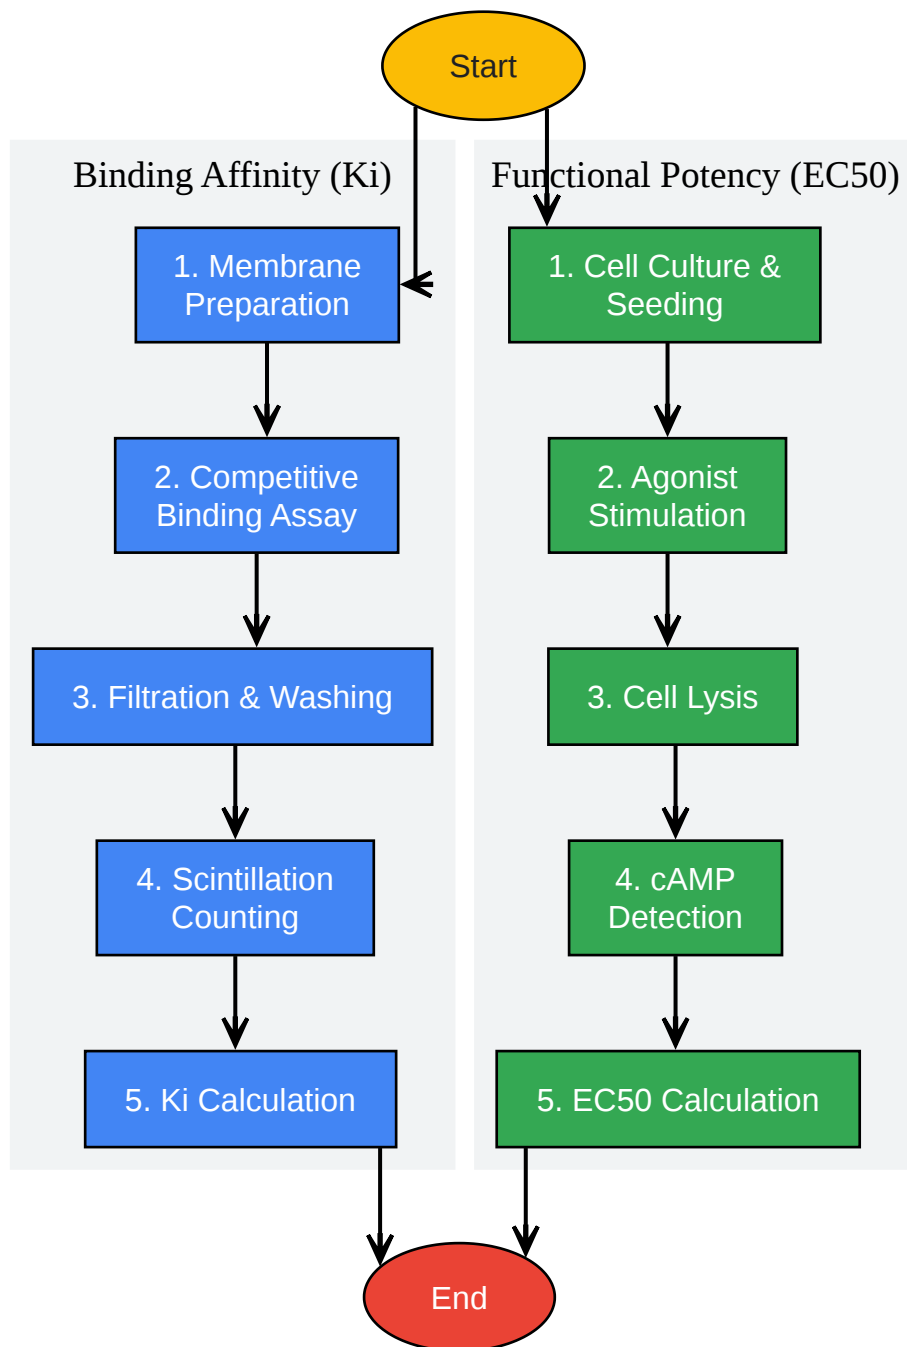 Start
Binding Affinity (Ki)
1. Membrane
Preparation
2. Competitive
Binding Assay
3. Filtration & Washing
4. Scintillation
Counting
5. Ki Calculation
Functional Potency (EC50)
1. Cell Culture &
Seeding
2. Agonist
Stimulation
3. Cell Lysis
4. cAMP
Detection
5. EC50 Calculation
End